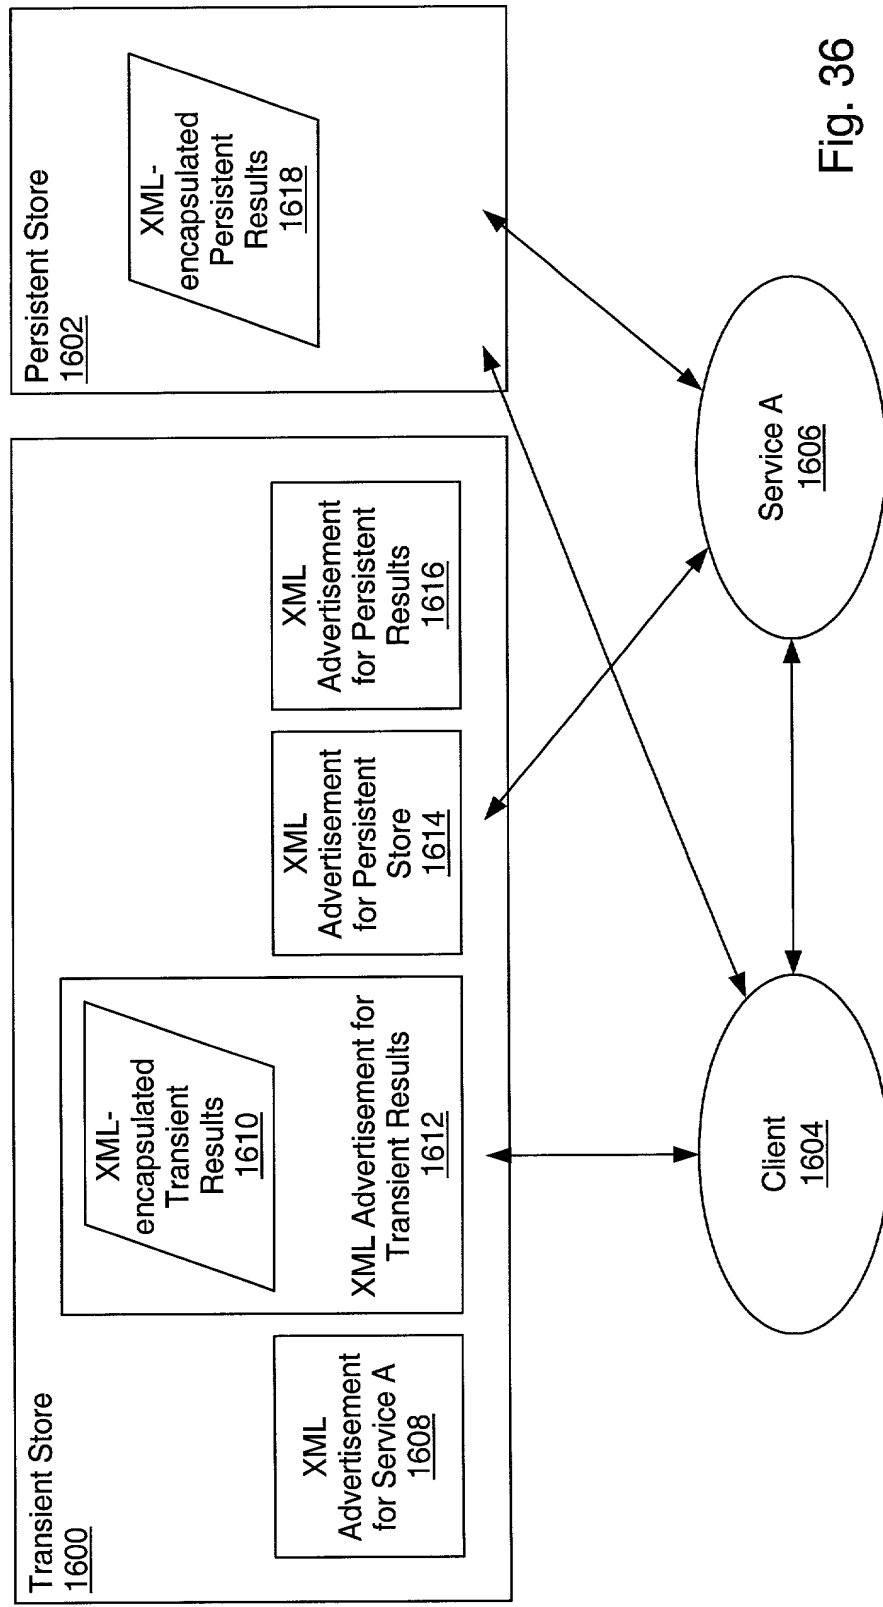 Transient Store
1600
XML
Advertisement
for Service A
1608
XML-
encapsulated
Transient
Results
1610
XML Advertisement for
Transient Results
1612
XML
Advertisement
for Persistent
Store
1614
XML
Advertisement
for Persistent
Results
1616
Persistent Store
1602
XML-
encapsulated
Persistent
Results
1618
Client
1604
Service A
1606
Fig. 36